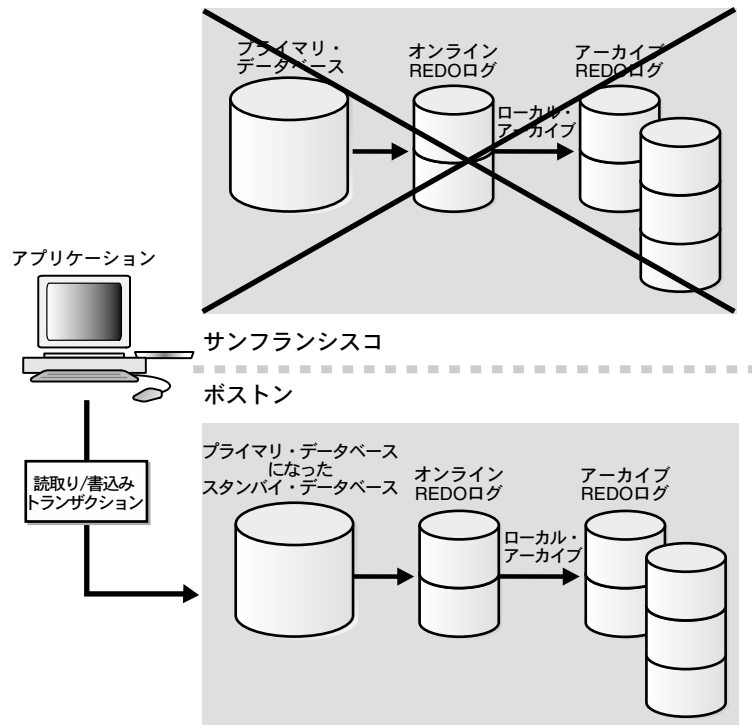 プライマリ・
データベース
オンライン
REDOログ
アーカイブ
REDOログ
ローカル・
アーカイブ
アプリケーション
サンフランシスコ
ボストン
読取り/書込み
トランザクション
プライマリ・データベース
になった
スタンバイ・データベース
オンライン
REDOログ
アーカイブ
REDOログ
ローカル・
アーカイブ